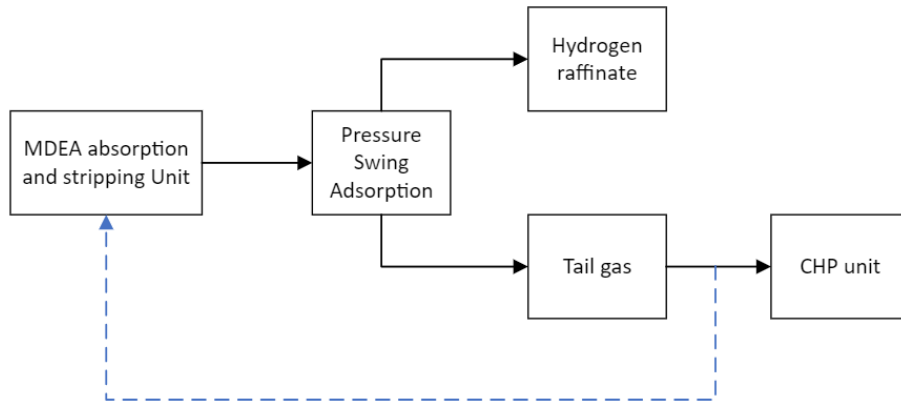 Hydrogen
raffinate
MDEA absorption
and stripping Unit
Pressure
Swing
Adsorption
Tail gas
CHP unit